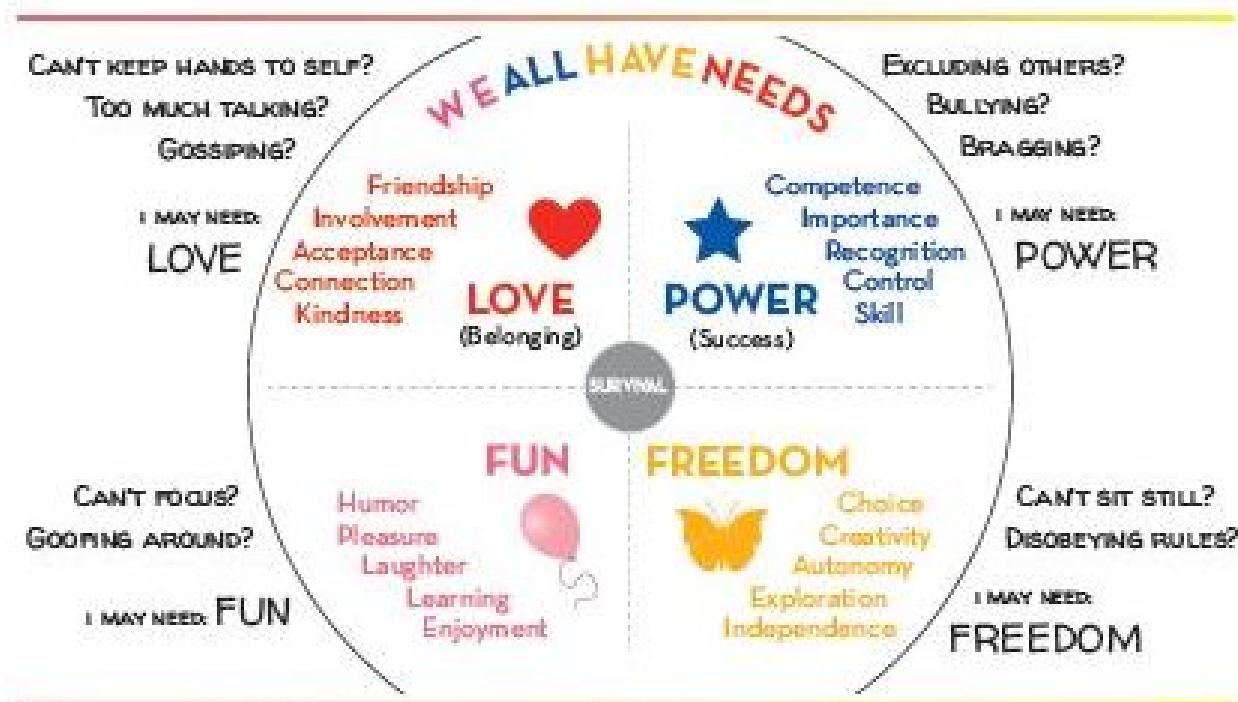 WE ALL HAVE NEEDS
CAN'T KEEP HANDS TO SELF?
TOO MUCH TALKING?
GOSSIPING?
I MAY NEED:
LOVE
Friendship
Involvement
Acceptance
Connection
Kindness
LOVE
(Belonging)
EXCLUDING OTHERS?
BULLYING?
BRAGGING?
I MAY NEED:
POWER
Competence
Importance
Recognition
Control
Skill
POWER
(Success)
SURVIVAL
CAN'T FOCUS?
GOOFING AROUND?
I MAY NEED: FUN
FUN
Humor
Pleasure
Laughter
Learning
Enjoyment
FREEDOM
Choice
Creativity
Autonomy
Exploration
Independence
CAN'T SIT STILL?
DISOBEYING RULES?
I MAY NEED:
FREEDOM